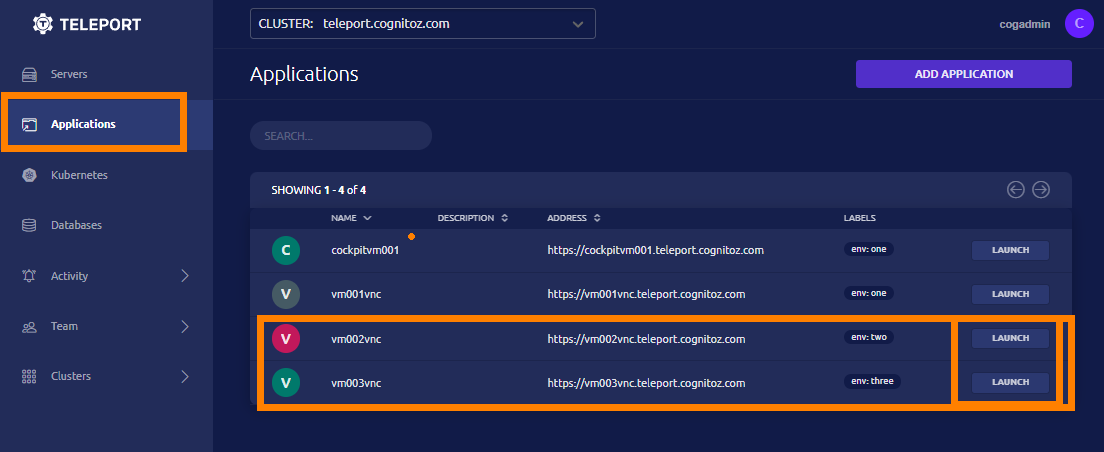 TELEPORT
CLUSTER: teleport.cognitoz.com
cogadmin
C
Servers
Applications
Kubernetes
Databases
Activity
Team
Clusters
Applications
ADD APPLICATION
SEARCH...
SHOWING 1 - 4 of 4
NAME DESCRIPTION ADDRESS LABELS
C cockpitvm001 https://cockpitvm001.teleport.cognitoz.com env: one LAUNCH
V vm001vnc https://vm001vnc.teleport.cognitoz.com env: one LAUNCH
V vm002vnc https://vm002vnc.teleport.cognitoz.com env: two LAUNCH
V vm003vnc https://vm003vnc.teleport.cognitoz.com env: three LAUNCH